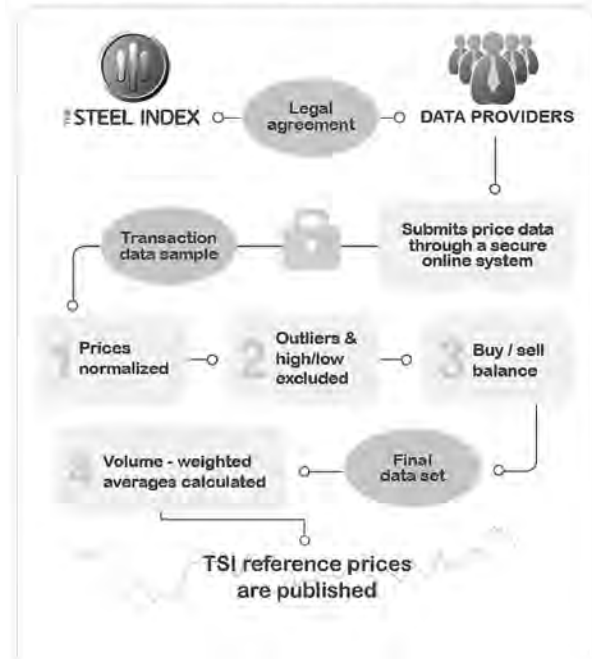 THE STEEL INDEX
Legal
agreement
DATA PROVIDERS
Submits price data
through a secure
online system
Transaction
data sample
1 Prices
normalized
2 Outliers &
high/low
excluded
3 Buy / sell
balance
Final
data set
4 Volume - weighted
averages calculated
TSI reference prices
are published